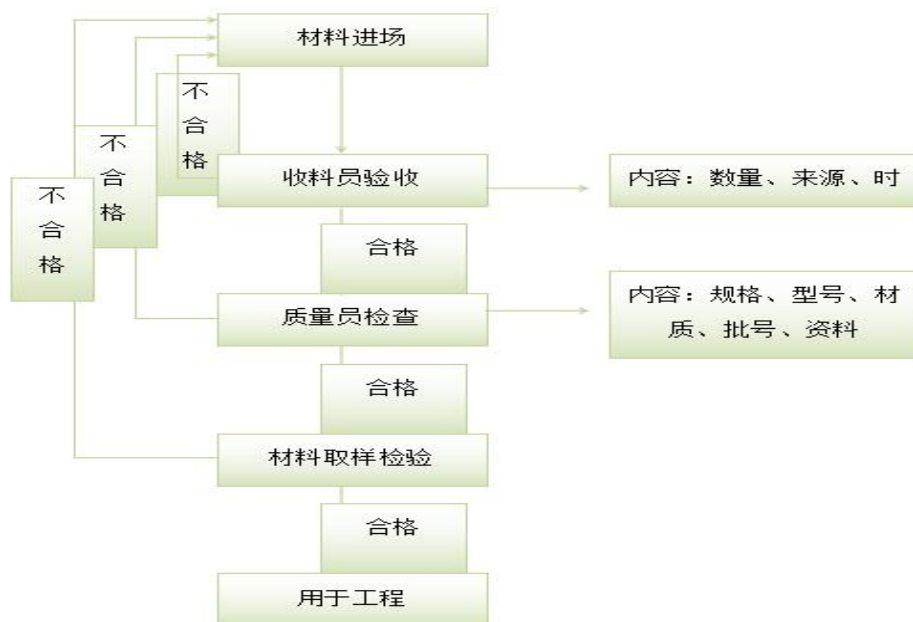 材料进场
不
合
格
不
合
格
不
合
格
收料员验收
内容：数量、来源、时
合格
质量员检查
内容：规格、型号、材
质、批号、资料
合格
材料取样检验
合格
用于工程